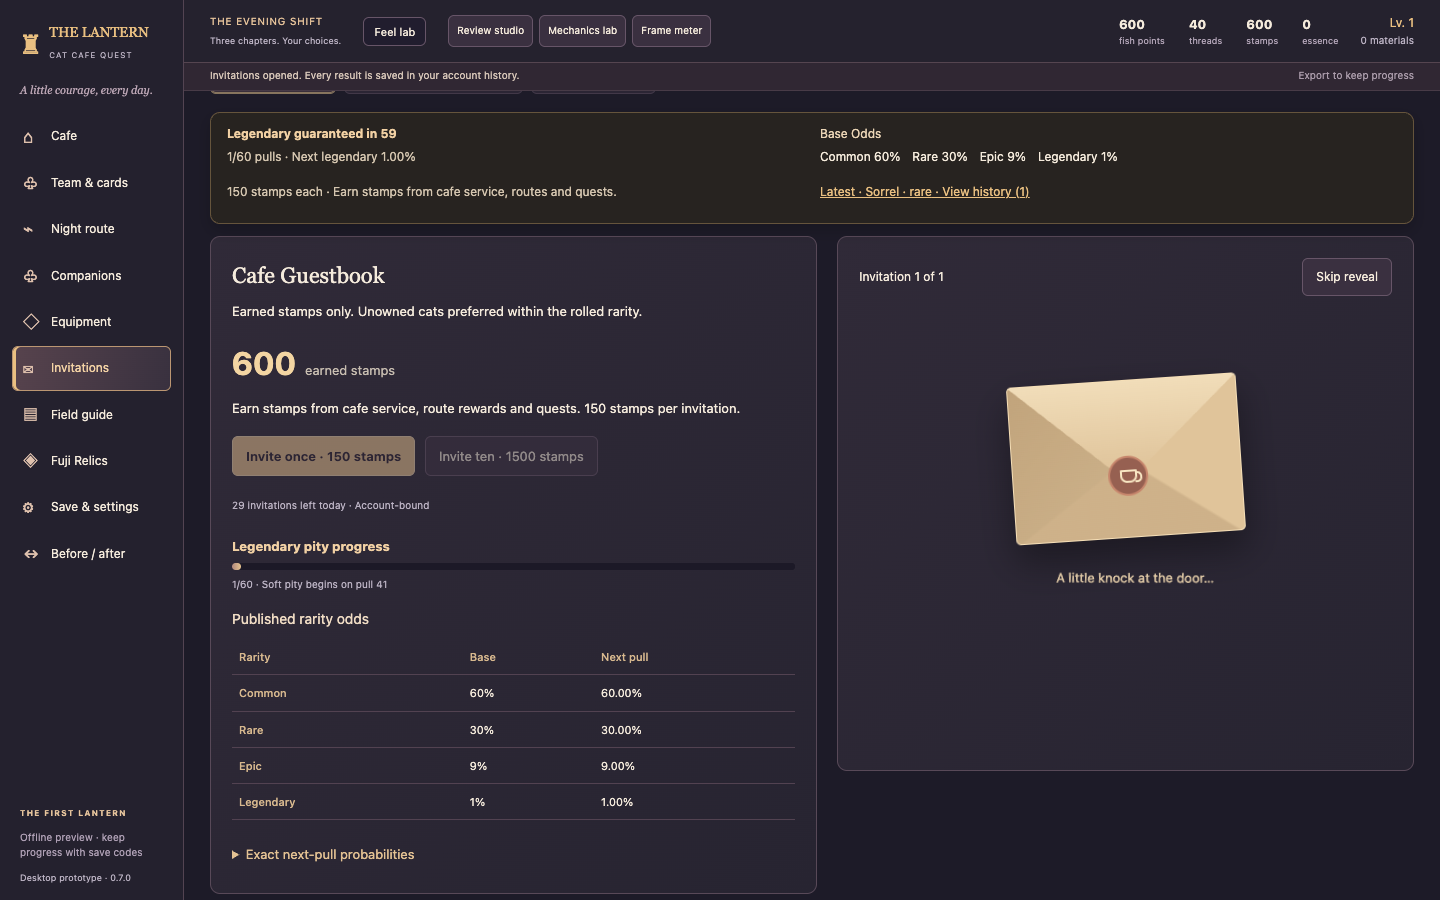 THE LANTERN
CAT CAFE QUEST
A little courage, every day.
Cafe
Team & cards
Night route
Companions
Equipment
Invitations
Field guide
Fuji Relics
Save & settings
Before / after
THE FIRST LANTERN
Offline preview · keep
progress with save codes
Desktop prototype · 0.7.0
THE EVENING SHIFT
Three chapters. Your choices.
Feel lab
Review studio
Mechanics lab
Frame meter
600 fish points
40 threads
600 stamps
0 essence
Lv. 1
0 materials
Invitations opened. Every result is saved in your account history.
Export to keep progress
Legendary guaranteed in 59
1/60 pulls · Next legendary 1.00%
150 stamps each · Earn stamps from cafe service, routes and quests.
Base Odds
Common 60% Rare 30% Epic 9% Legendary 1%
Latest · Sorrel · rare · View history (1)
Cafe Guestbook
Earned stamps only. Unowned cats preferred within the rolled rarity.
600 earned stamps
Earn stamps from cafe service, route rewards and quests. 150 stamps per invitation.
Invite once · 150 stamps
Invite ten · 1500 stamps
29 invitations left today · Account-bound
Legendary pity progress
1/60 · Soft pity begins on pull 41
Published rarity odds
Rarity Base Next pull
Common 60% 60.00%
Rare 30% 30.00%
Epic 9% 9.00%
Legendary 1% 1.00%
Exact next-pull probabilities
Invitation 1 of 1
Skip reveal
A little knock at the door...